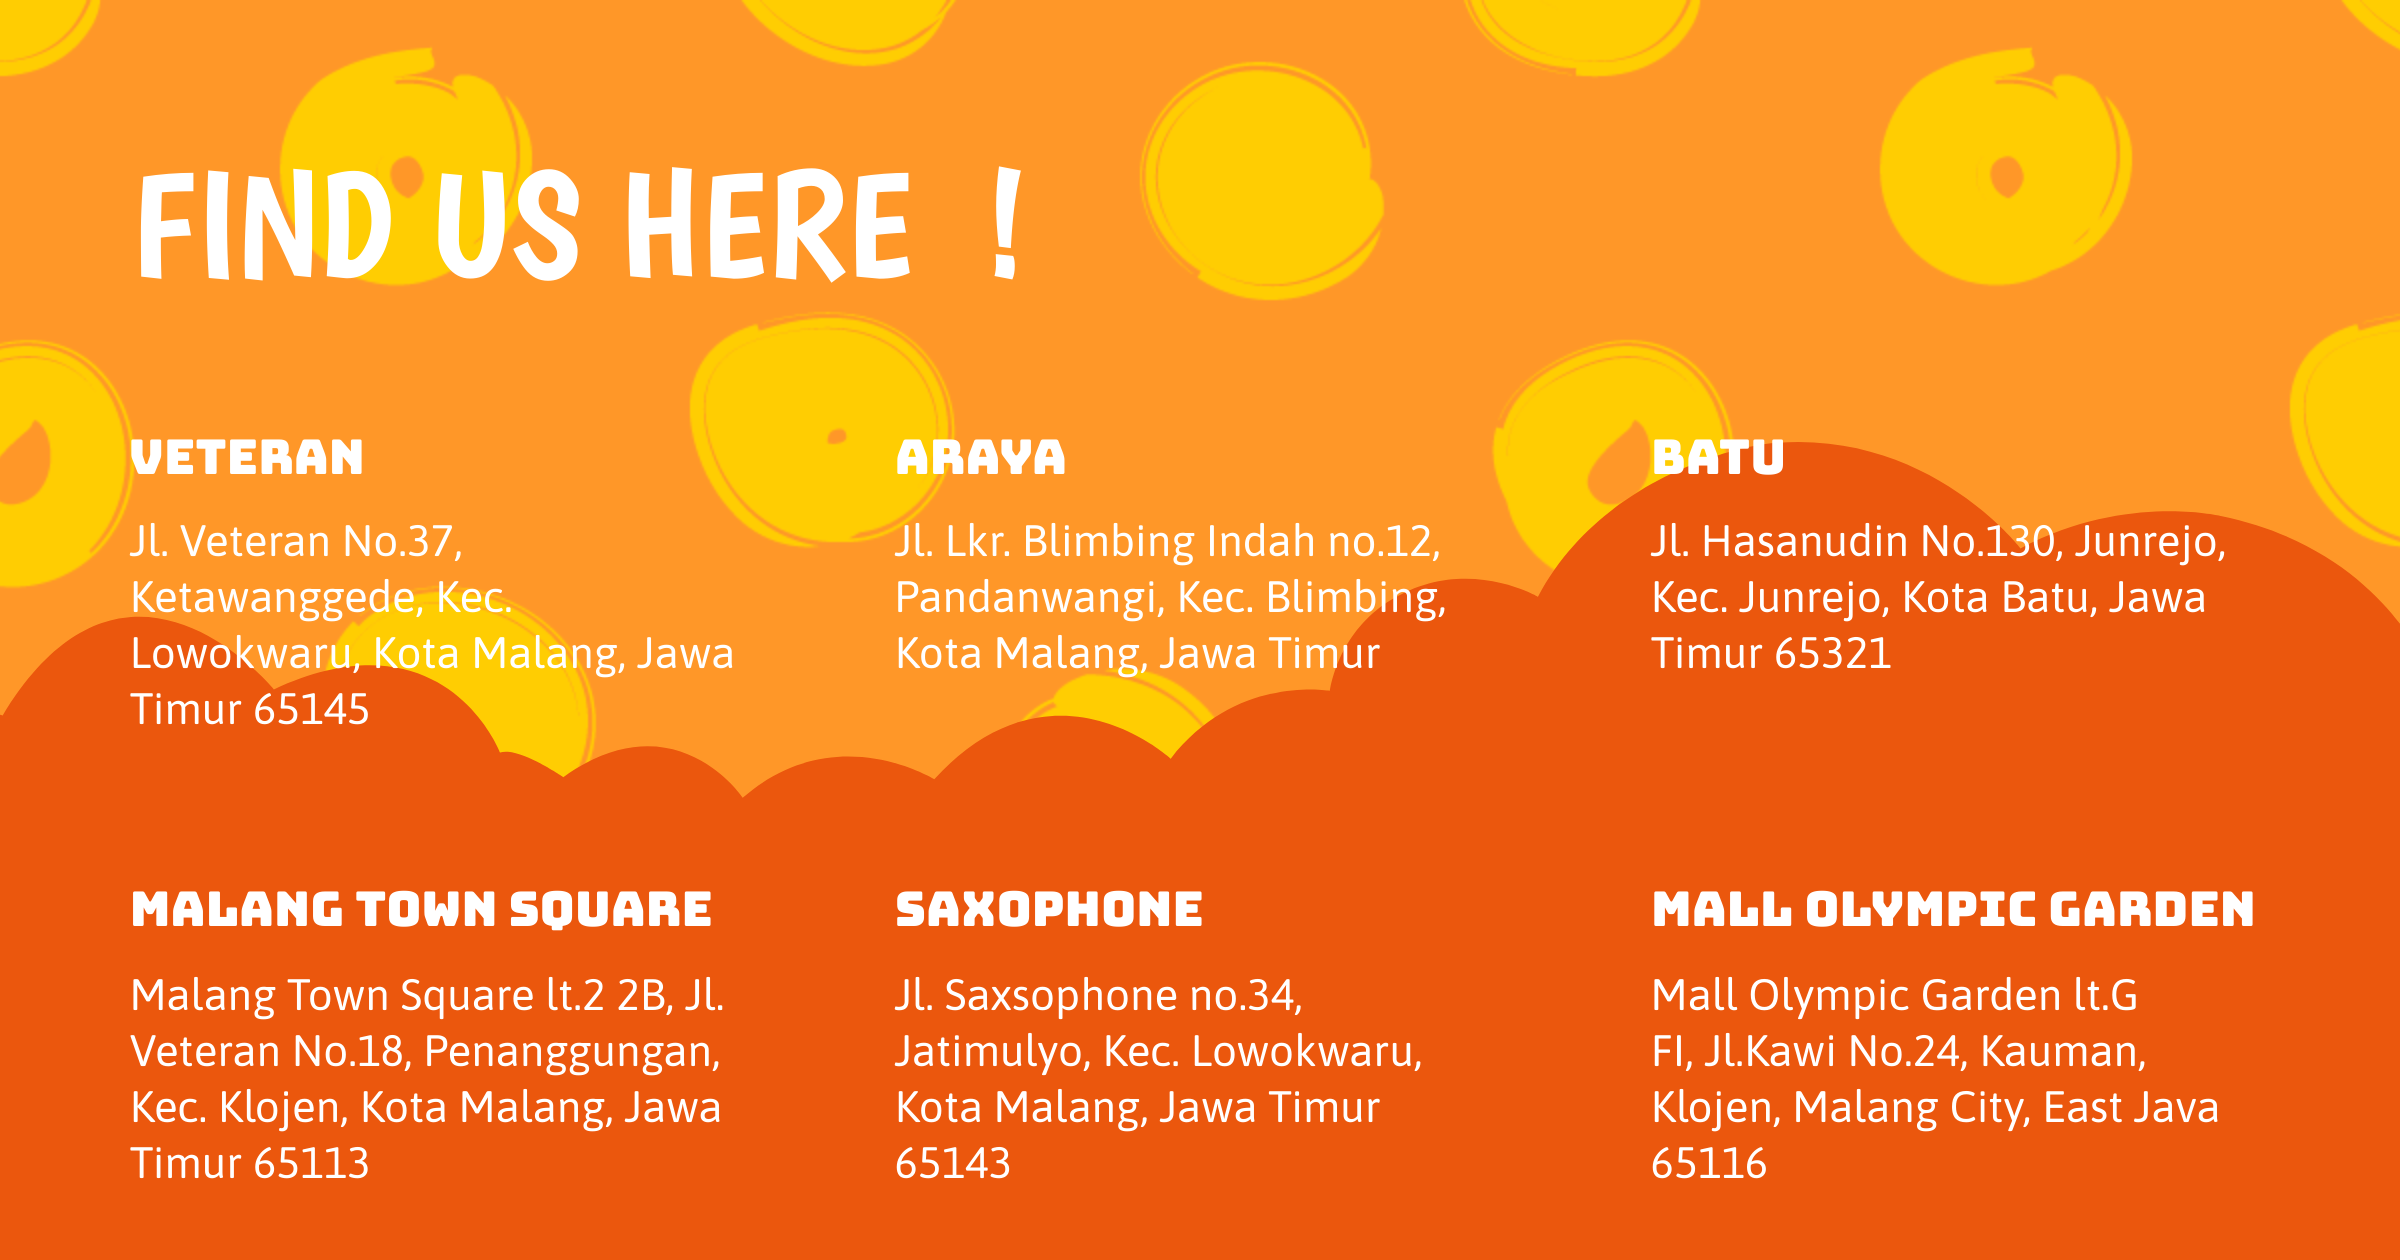 FIND US HERE !
VETERAN
Jl. Veteran No.37,
Ketawanggede, Kec.
Lowokwaru, Kota Malang, Jawa
Timur 65145
ARAYA
Jl. Lkr. Blimbing Indah no.12,
Pandanwangi, Kec. Blimbing,
Kota Malang, Jawa Timur
BATU
Jl. Hasanudin No.130, Junrejo,
Kec. Junrejo, Kota Batu, Jawa
Timur 65321
MALANG TOWN SQUARE
Malang Town Square lt.2 2B, Jl.
Veteran No.18, Penanggungan,
Kec. Klojen, Kota Malang, Jawa
Timur 65113
SAXOPHONE
Jl. Saxsophone no.34,
Jatimulyo, Kec. Lowokwaru,
Kota Malang, Jawa Timur
65143
MALL OLYMPIC GARDEN
Mall Olympic Garden lt.G
FI, Jl.Kawi No.24, Kauman,
Klojen, Malang City, East Java
65116